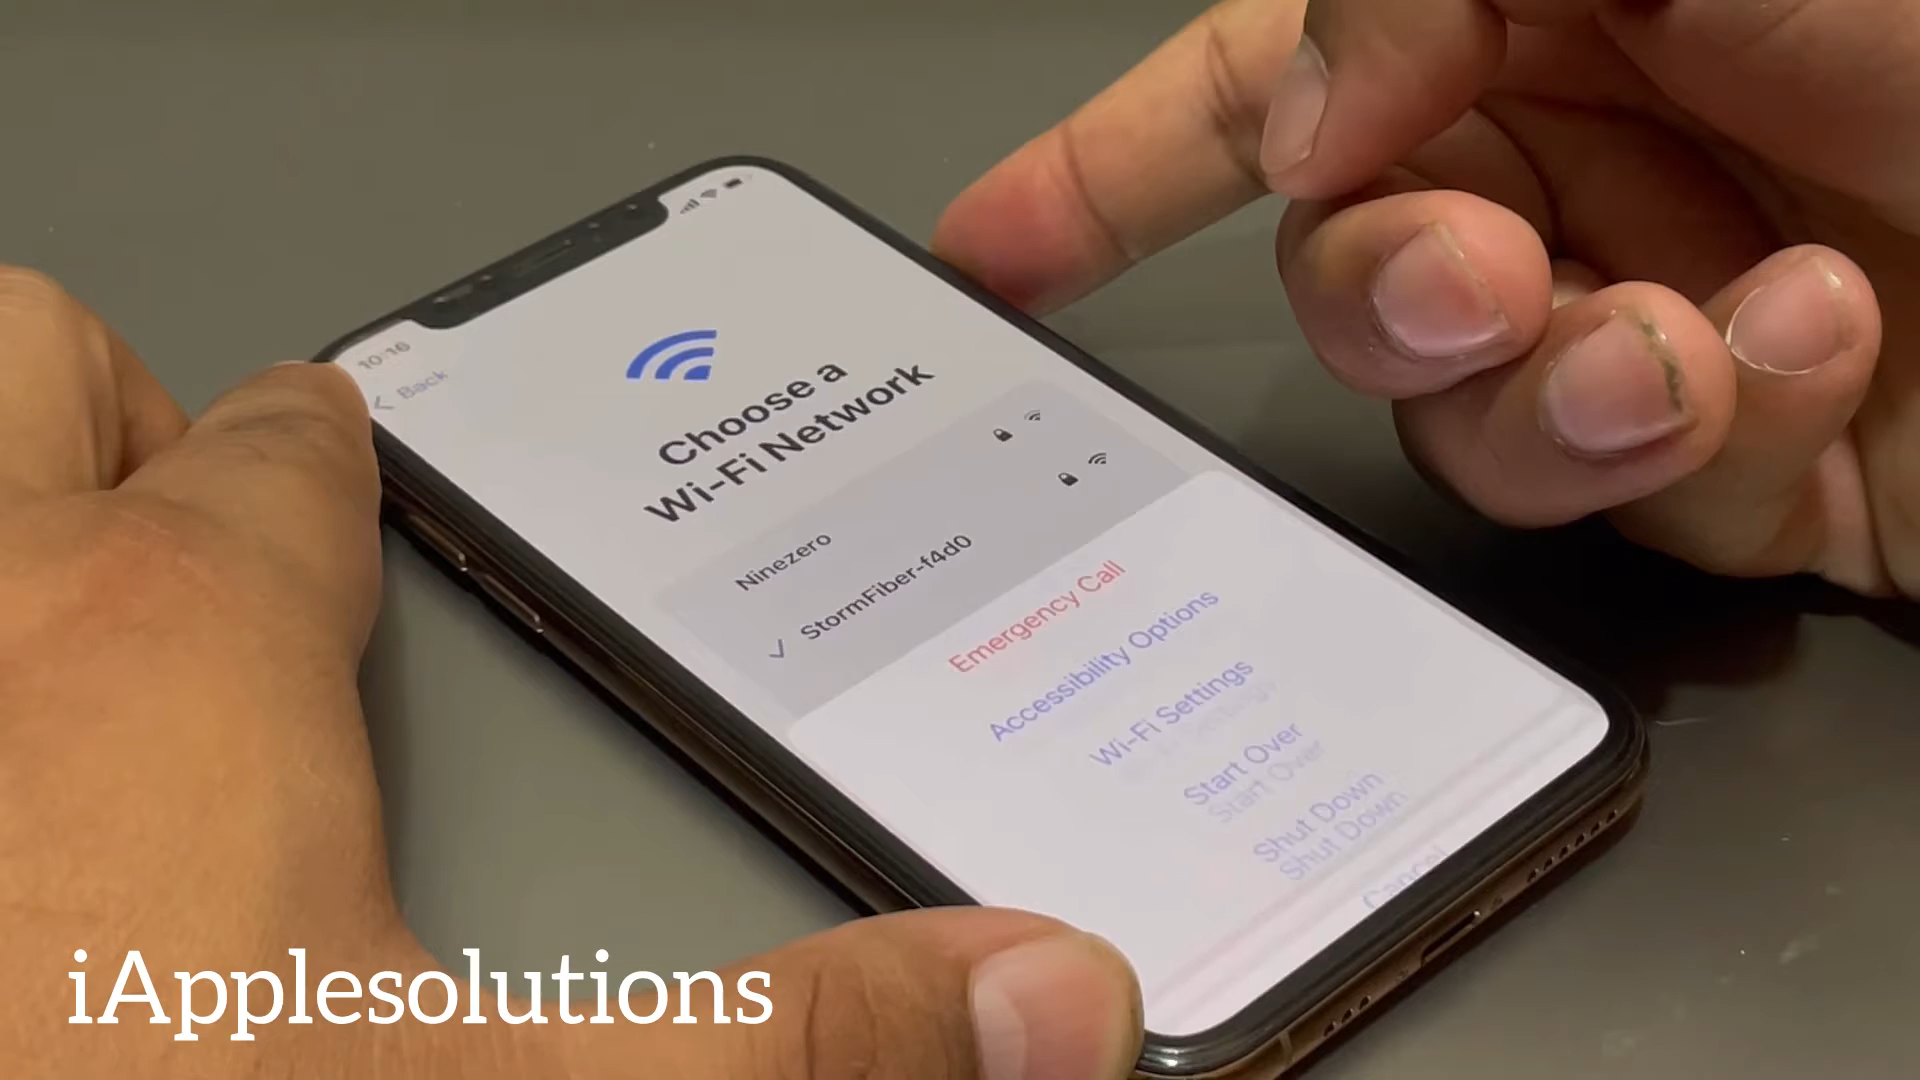 10:16
Back
Choose a
Wi-Fi Network
Ninezero
StormFiber-f4d0
Emergency Call
Accessibility Options
Wi-Fi Settings
Start Over
Shut Down
Cancel
iApplesolutions